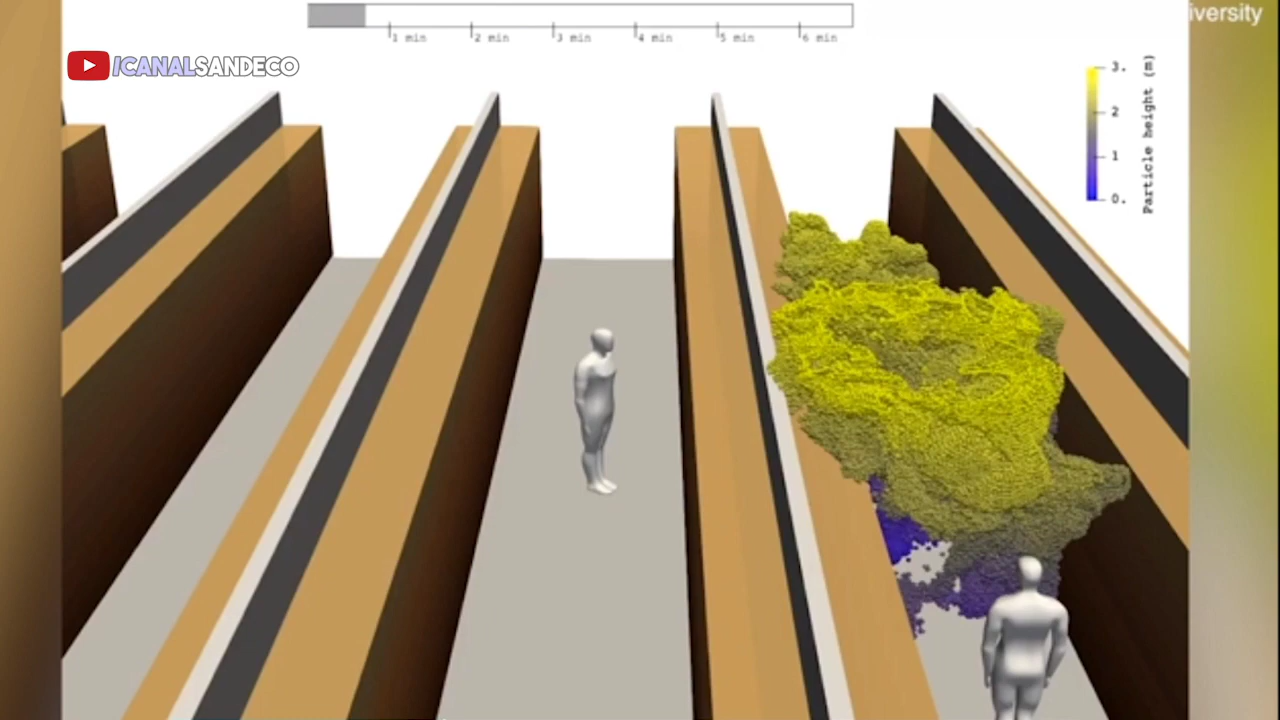 iversity
1 min
2 min
3 min
4 min
5 min
6 min
/CANALSANDECO
3.
2
1
0.
Particle height (m)